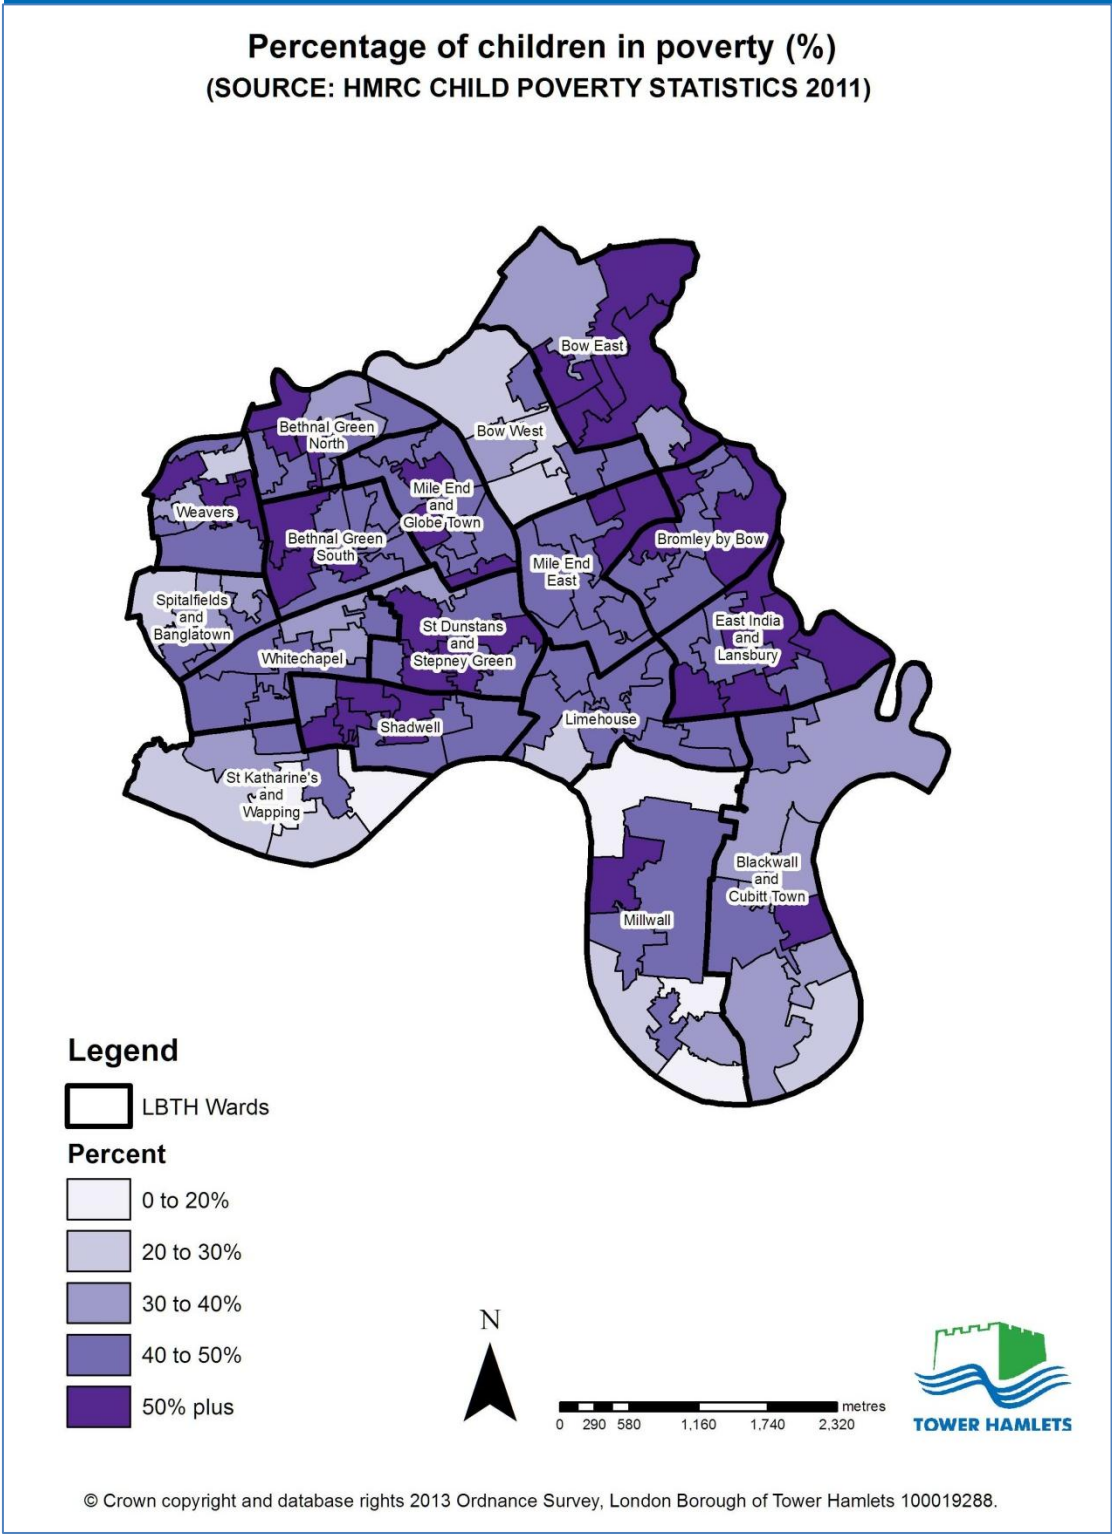 Percentage of children in poverty (%)
(SOURCE: HMRC CHILD POVERTY STATISTICS 2011)
Bow East
Bethnal Green
North
Bow West
Mile End
and
Globe Town
Weavers
Bethnal Green
South
Bromley by Bow
Mile End
East
Spitalfields
and
Banglatown
St Dunstans
and
Stepney Green
East India
and
Lansbury
Whitechapel
Limehouse
Shadwell
St Katharine's
and
Wapping
Blackwall
and
Cubitt Town
Millwall
Legend
LBTH Wards
Percent
0 to 20%
20 to 30%
30 to 40%
40 to 50%
50% plus
N
metres
0 290 580 1,160 1,740 2,320
TOWER HAMLETS
© Crown copyright and database rights 2013 Ordnance Survey, London Borough of Tower Hamlets 100019288.